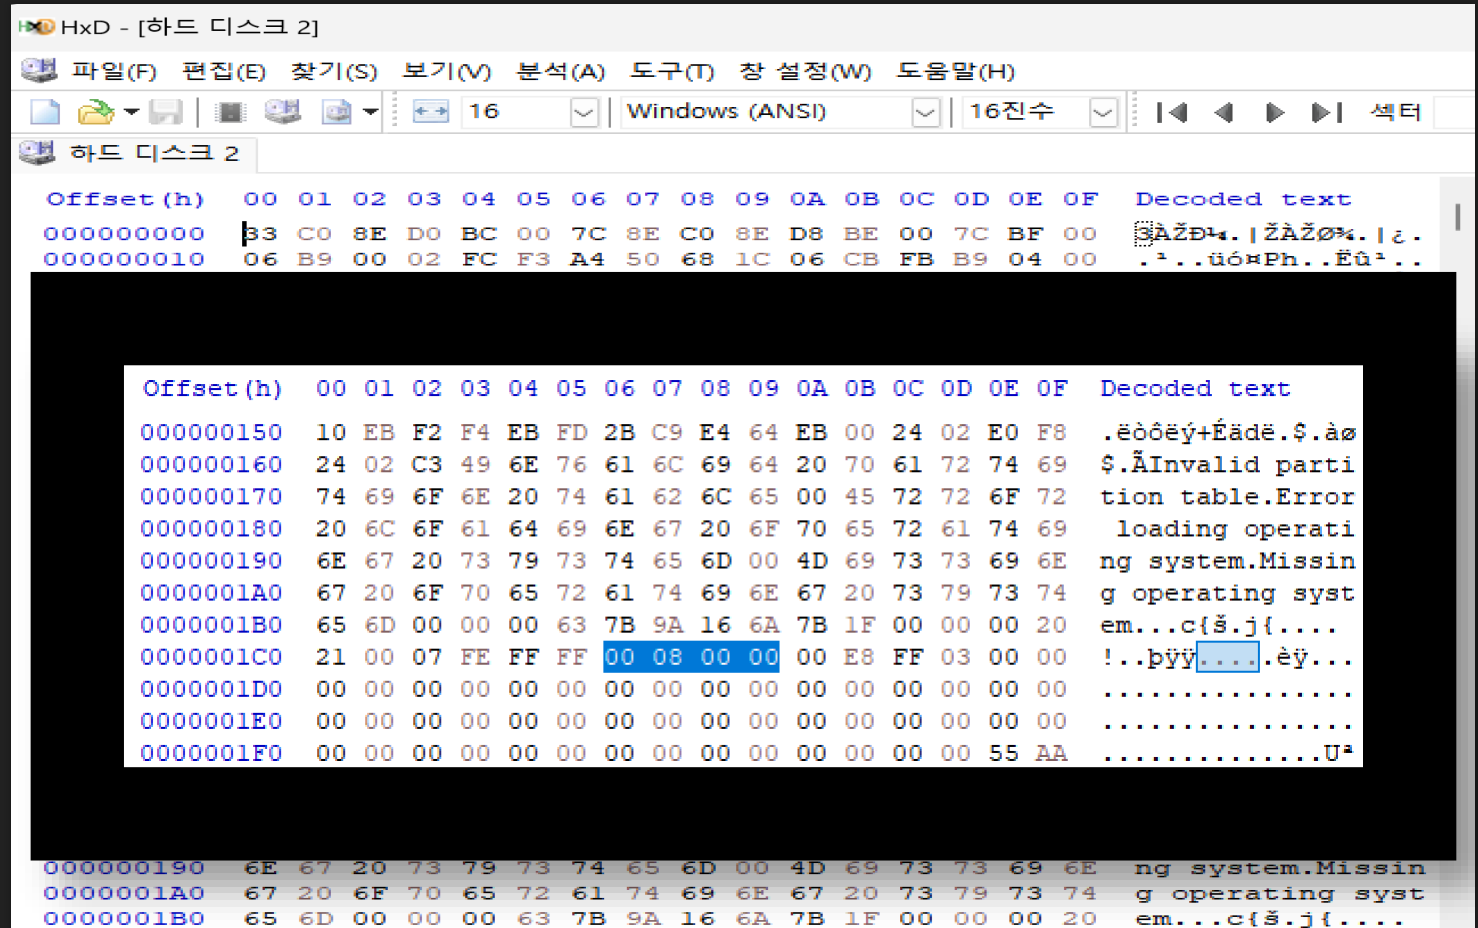 HxD - [하드 디스크 2]
파일(F) 편집(E) 찾기(S) 보기(V) 분석(A) 도구(T) 창 설정(W) 도움말(H)
16 Windows (ANSI) 16진수 섹터
하드 디스크 2
Offset(h) 00 01 02 03 04 05 06 07 08 09 0A 0B 0C 0D 0E 0F Decoded text
000000000 33 C0 8E D0 BC 00 7C 8E C0 8E D8 BE 00 7C BF 00 3ÀŽÐ¼.|ŽÀŽØ¾.|¿.
000000010 06 B9 00 02 FC F3 A4 50 68 1C 06 CB FB B9 04 00 .¹..üó¤Ph..Ëû¹..
Offset(h) 00 01 02 03 04 05 06 07 08 09 0A 0B 0C 0D 0E 0F Decoded text
000000150 10 EB F2 F4 EB FD 2B C9 E4 64 EB 00 24 02 E0 F8 .ëòôëý+Éädë.$.àø
000000160 24 02 C3 49 6E 76 61 6C 69 64 20 70 61 72 74 69 $.ÃInvalid parti
000000170 74 69 6F 6E 20 74 61 62 6C 65 00 45 72 72 6F 72 tion table.Error
000000180 20 6C 6F 61 64 69 6E 67 20 6F 70 65 72 61 74 69 loading operati
000000190 6E 67 20 73 79 73 74 65 6D 00 4D 69 73 73 69 6E ng system.Missin
0000001A0 67 20 6F 70 65 72 61 74 69 6E 67 20 73 79 73 74 g operating syst
0000001B0 65 6D 00 00 00 63 7B 9A 16 6A 7B 1F 00 00 00 20 em...c{š.j{....
0000001C0 21 00 07 FE FF FF 00 08 00 00 00 E8 FF 03 00 00 !..þÿÿ.....èÿ...
0000001D0 00 00 00 00 00 00 00 00 00 00 00 00 00 00 00 00 ................
0000001E0 00 00 00 00 00 00 00 00 00 00 00 00 00 00 00 00 ................
0000001F0 00 00 00 00 00 00 00 00 00 00 00 00 00 00 55 AA ..............Uª
000000190 6E 67 20 73 79 73 74 65 6D 00 4D 69 73 73 69 6E ng system.Missin
0000001A0 67 20 6F 70 65 72 61 74 69 6E 67 20 73 79 73 74 g operating syst
0000001B0 65 6D 00 00 00 63 7B 9A 16 6A 7B 1F 00 00 00 20 em...c{š.j{....